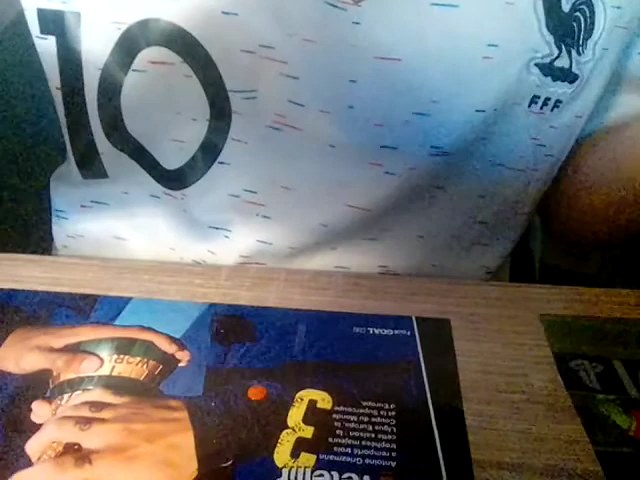 10
FFF
Foot GOAL
3
Antoine Griezmann
a remporté trois
trophées majeurs
cette saison : la
Ligue Europa, la
Coupe du Monde
et la Supercoupe
d'Europe.